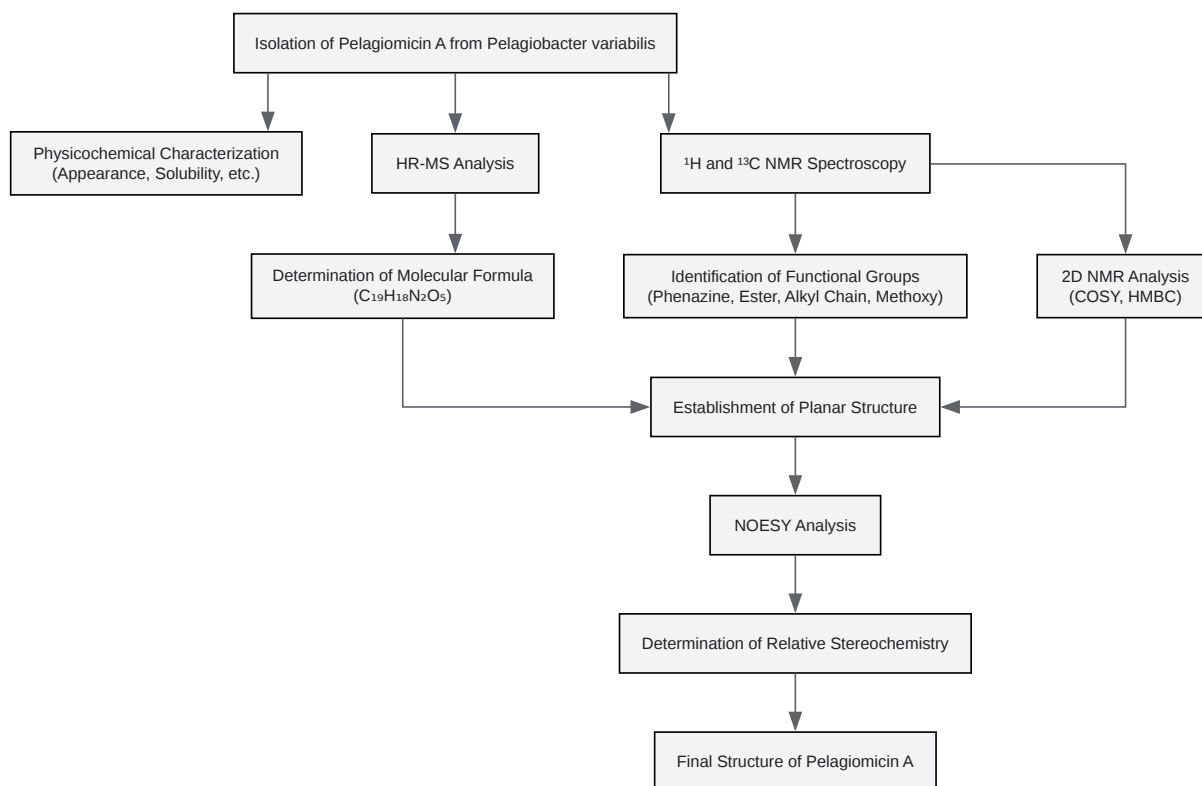 Isolation of Pelagiomicin A from Pelagiobacter variabilis
Physicochemical Characterization
(Appearance, Solubility, etc.)
HR-MS Analysis
¹H and ¹³C NMR Spectroscopy
Determination of Molecular Formula
(C₁₉H₁₈N₂O₅)
Identification of Functional Groups
(Phenazine, Ester, Alkyl Chain, Methoxy)
2D NMR Analysis
(COSY, HMBC)
Establishment of Planar Structure
NOESY Analysis
Determination of Relative Stereochemistry
Final Structure of Pelagiomicin A